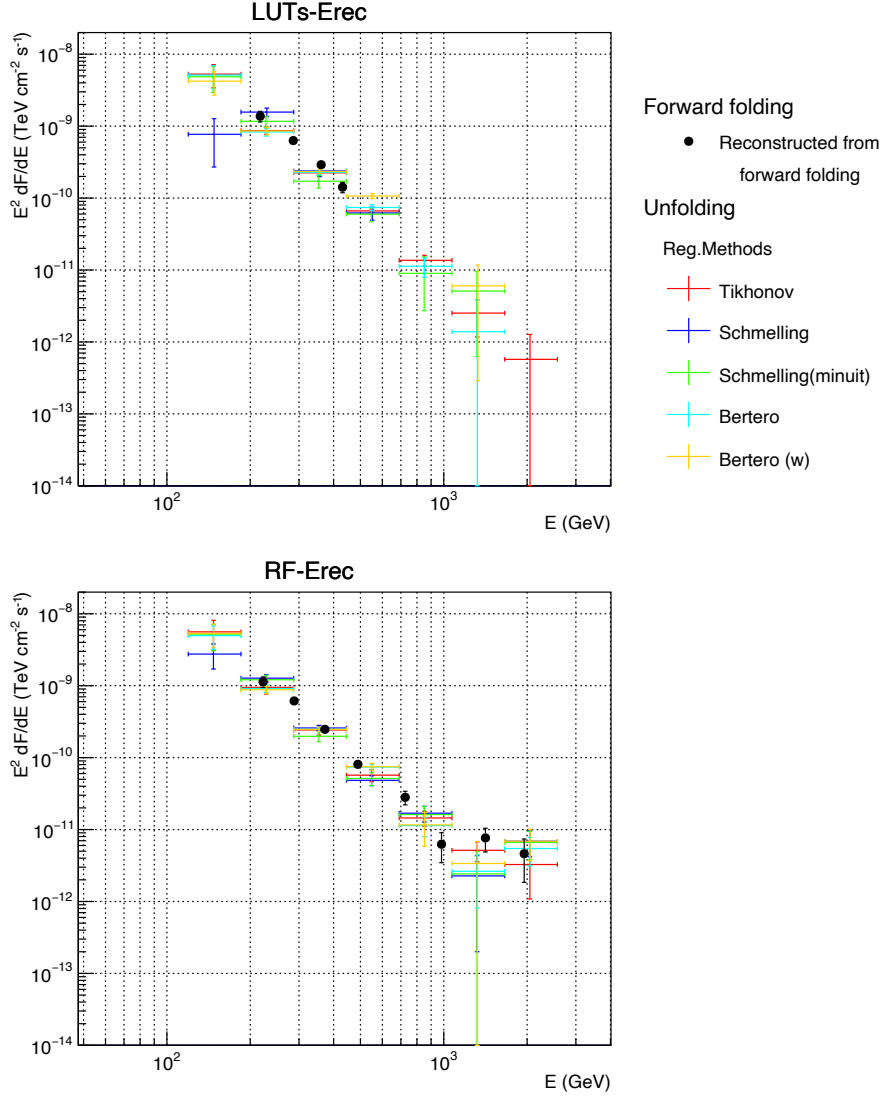 LUTs-Erec
E² dF/dE (TeV cm⁻² s⁻¹)
10⁻⁸
10⁻⁹
10⁻¹⁰
10⁻¹¹
10⁻¹²
10⁻¹³
10⁻¹⁴
10²
10³
E (GeV)
Forward folding
Reconstructed from
forward folding
Unfolding
Reg.Methods
Tikhonov
Schmelling
Schmelling(minuit)
Bertero
Bertero (w)
RF-Erec
E² dF/dE (TeV cm⁻² s⁻¹)
10⁻⁸
10⁻⁹
10⁻¹⁰
10⁻¹¹
10⁻¹²
10⁻¹³
10⁻¹⁴
10²
10³
E (GeV)